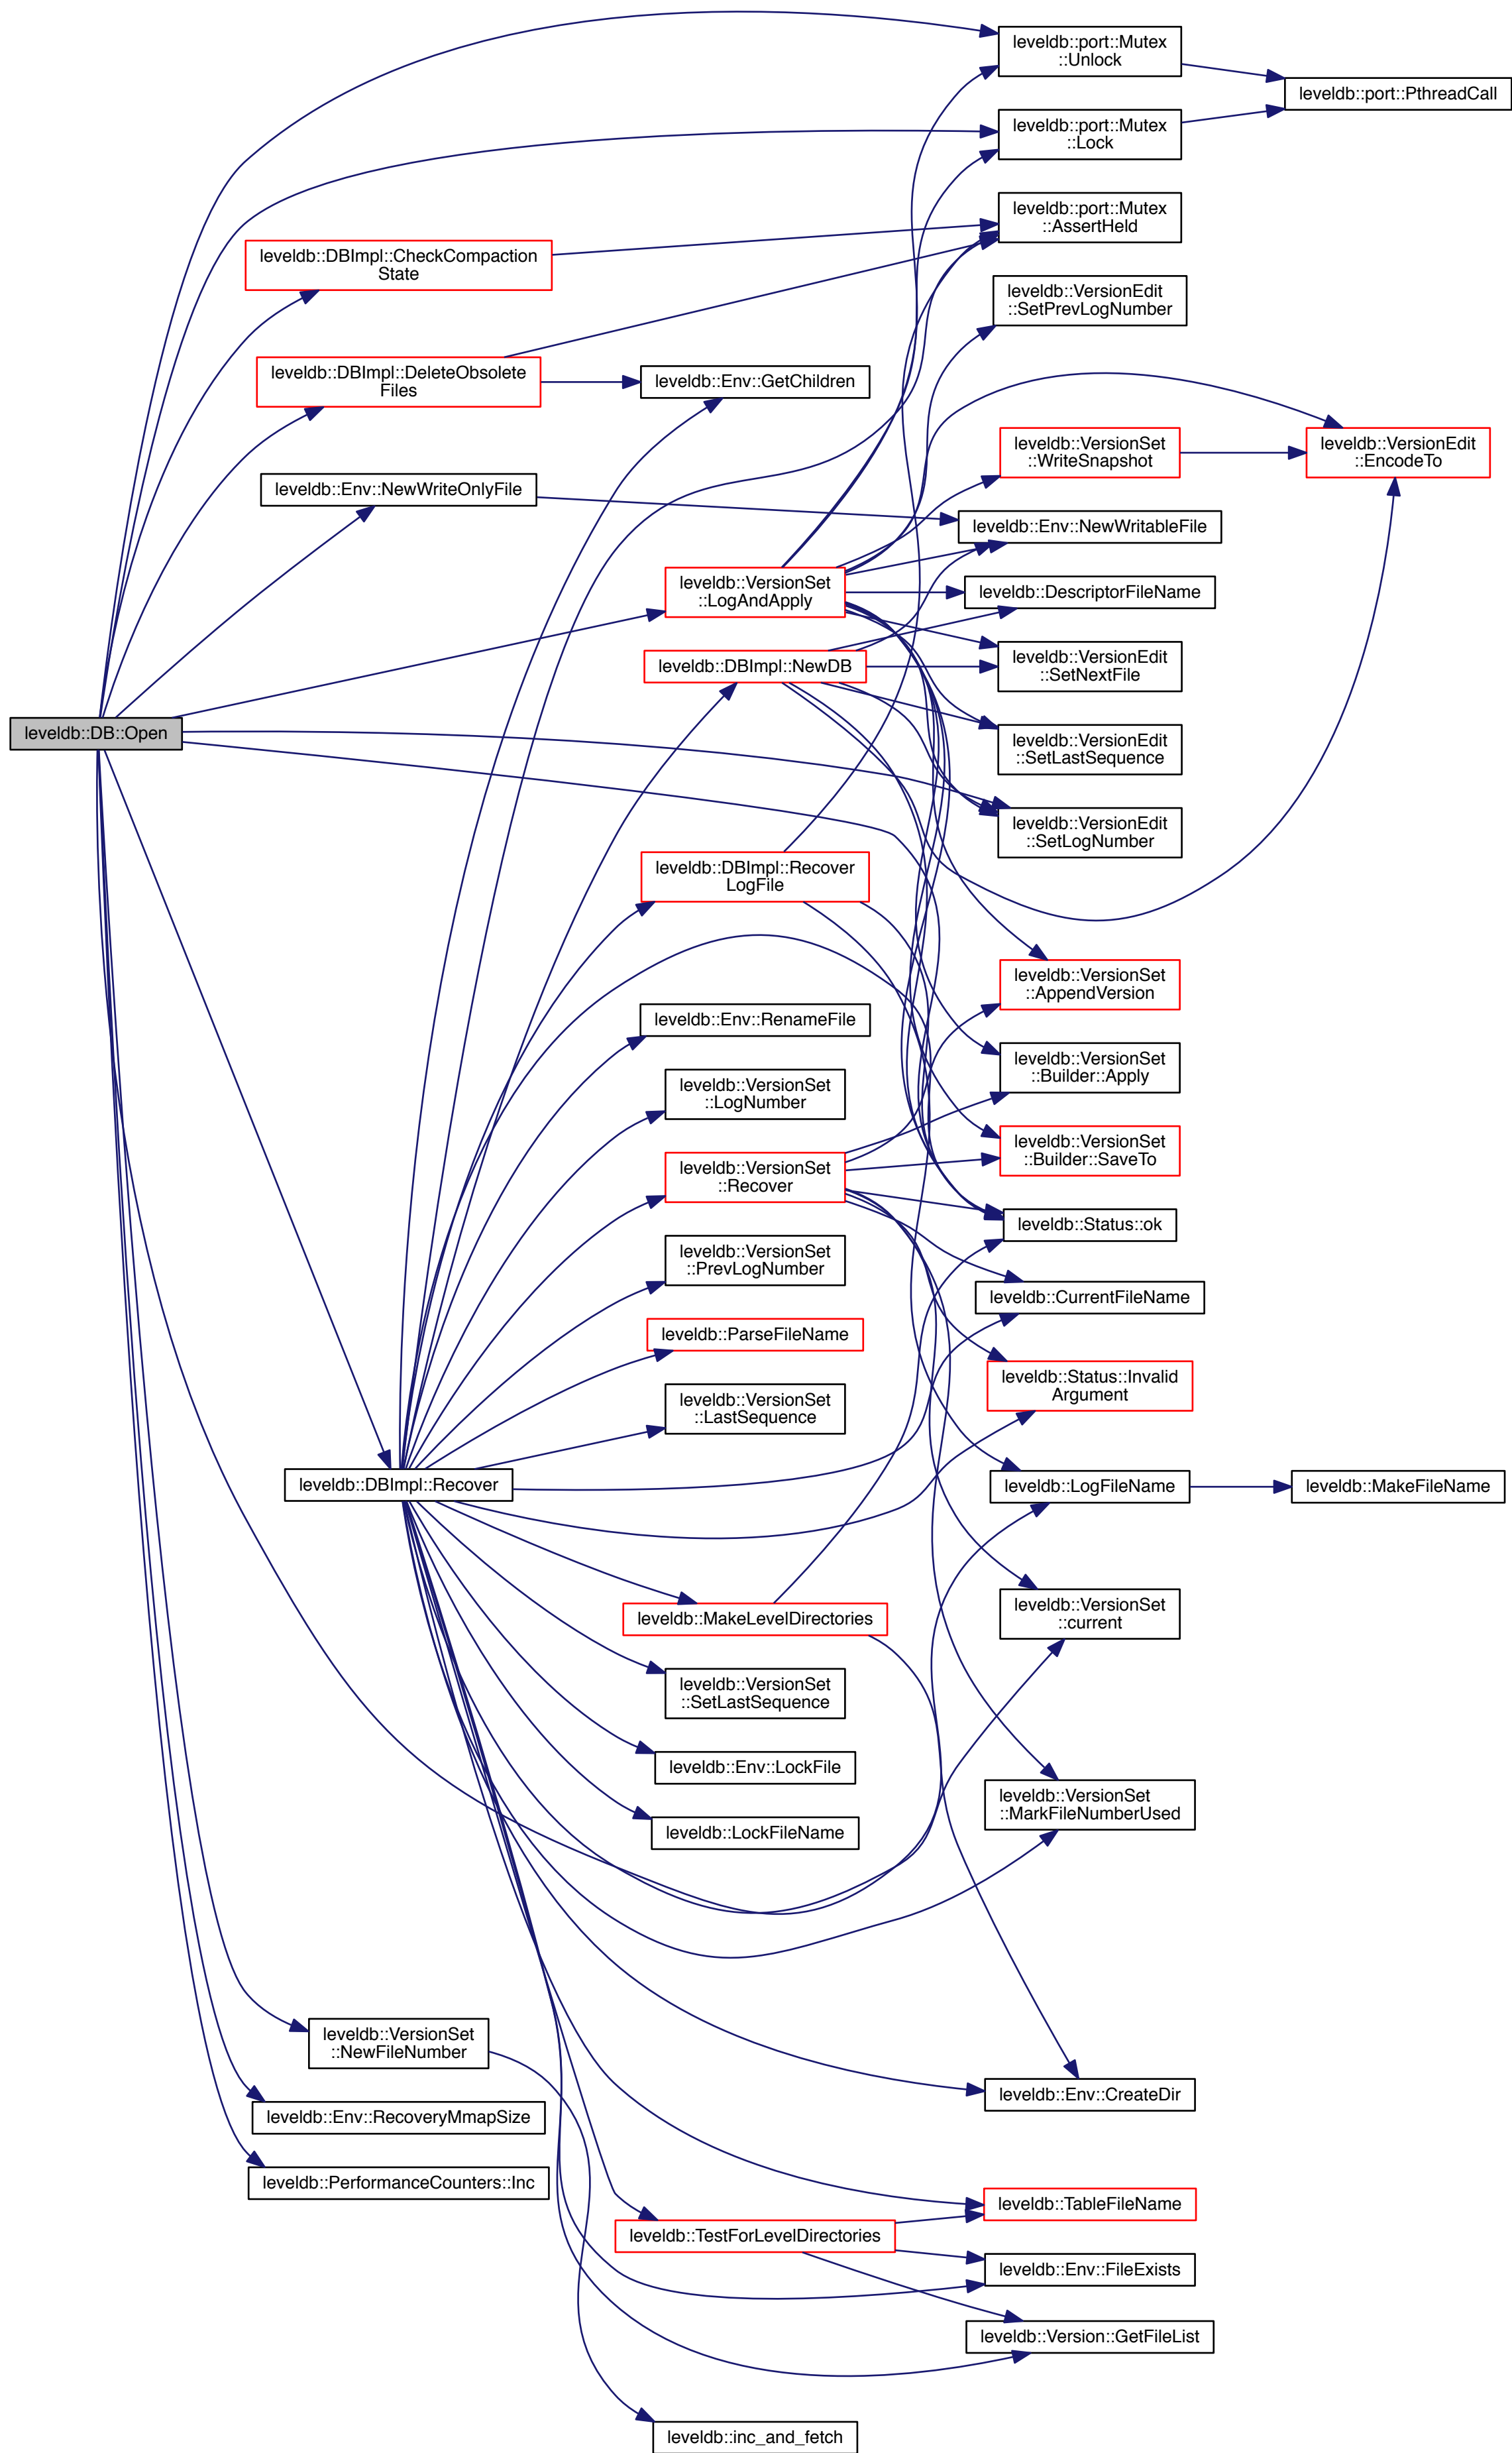 leveldb::port::Mutex
::Unlock
leveldb::port::PthreadCall
leveldb::port::Mutex
::Lock
leveldb::port::Mutex
::AssertHeld
leveldb::DBImpl::CheckCompaction
State
leveldb::VersionEdit
::SetPrevLogNumber
leveldb::DBImpl::DeleteObsolete
Files
leveldb::Env::GetChildren
leveldb::VersionSet
::WriteSnapshot
leveldb::VersionEdit
::EncodeTo
leveldb::Env::NewWriteOnlyFile
leveldb::Env::NewWritableFile
leveldb::VersionSet
::LogAndApply
leveldb::DescriptorFileName
leveldb::DBImpl::NewDB
leveldb::VersionEdit
::SetNextFile
leveldb::DB::Open
leveldb::VersionEdit
::SetLastSequence
leveldb::VersionEdit
::SetLogNumber
leveldb::DBImpl::Recover
LogFile
leveldb::VersionSet
::AppendVersion
leveldb::Env::RenameFile
leveldb::VersionSet
::Builder::Apply
leveldb::VersionSet
::LogNumber
leveldb::VersionSet
::Recover
leveldb::VersionSet
::Builder::SaveTo
leveldb::Status::ok
leveldb::VersionSet
::PrevLogNumber
leveldb::CurrentFileName
leveldb::ParseFileName
leveldb::Status::Invalid
Argument
leveldb::VersionSet
::LastSequence
leveldb::DBImpl::Recover
leveldb::LogFileName
leveldb::MakeFileName
leveldb::MakeLevelDirectories
leveldb::VersionSet
::current
leveldb::VersionSet
::SetLastSequence
leveldb::Env::LockFile
leveldb::VersionSet
::MarkFileNumberUsed
leveldb::LockFileName
leveldb::VersionSet
::NewFileNumber
leveldb::Env::CreateDir
leveldb::Env::RecoveryMmapSize
leveldb::PerformanceCounters::Inc
leveldb::TableFileName
leveldb::TestForLevelDirectories
leveldb::Env::FileExists
leveldb::Version::GetFileList
leveldb::inc_and_fetch